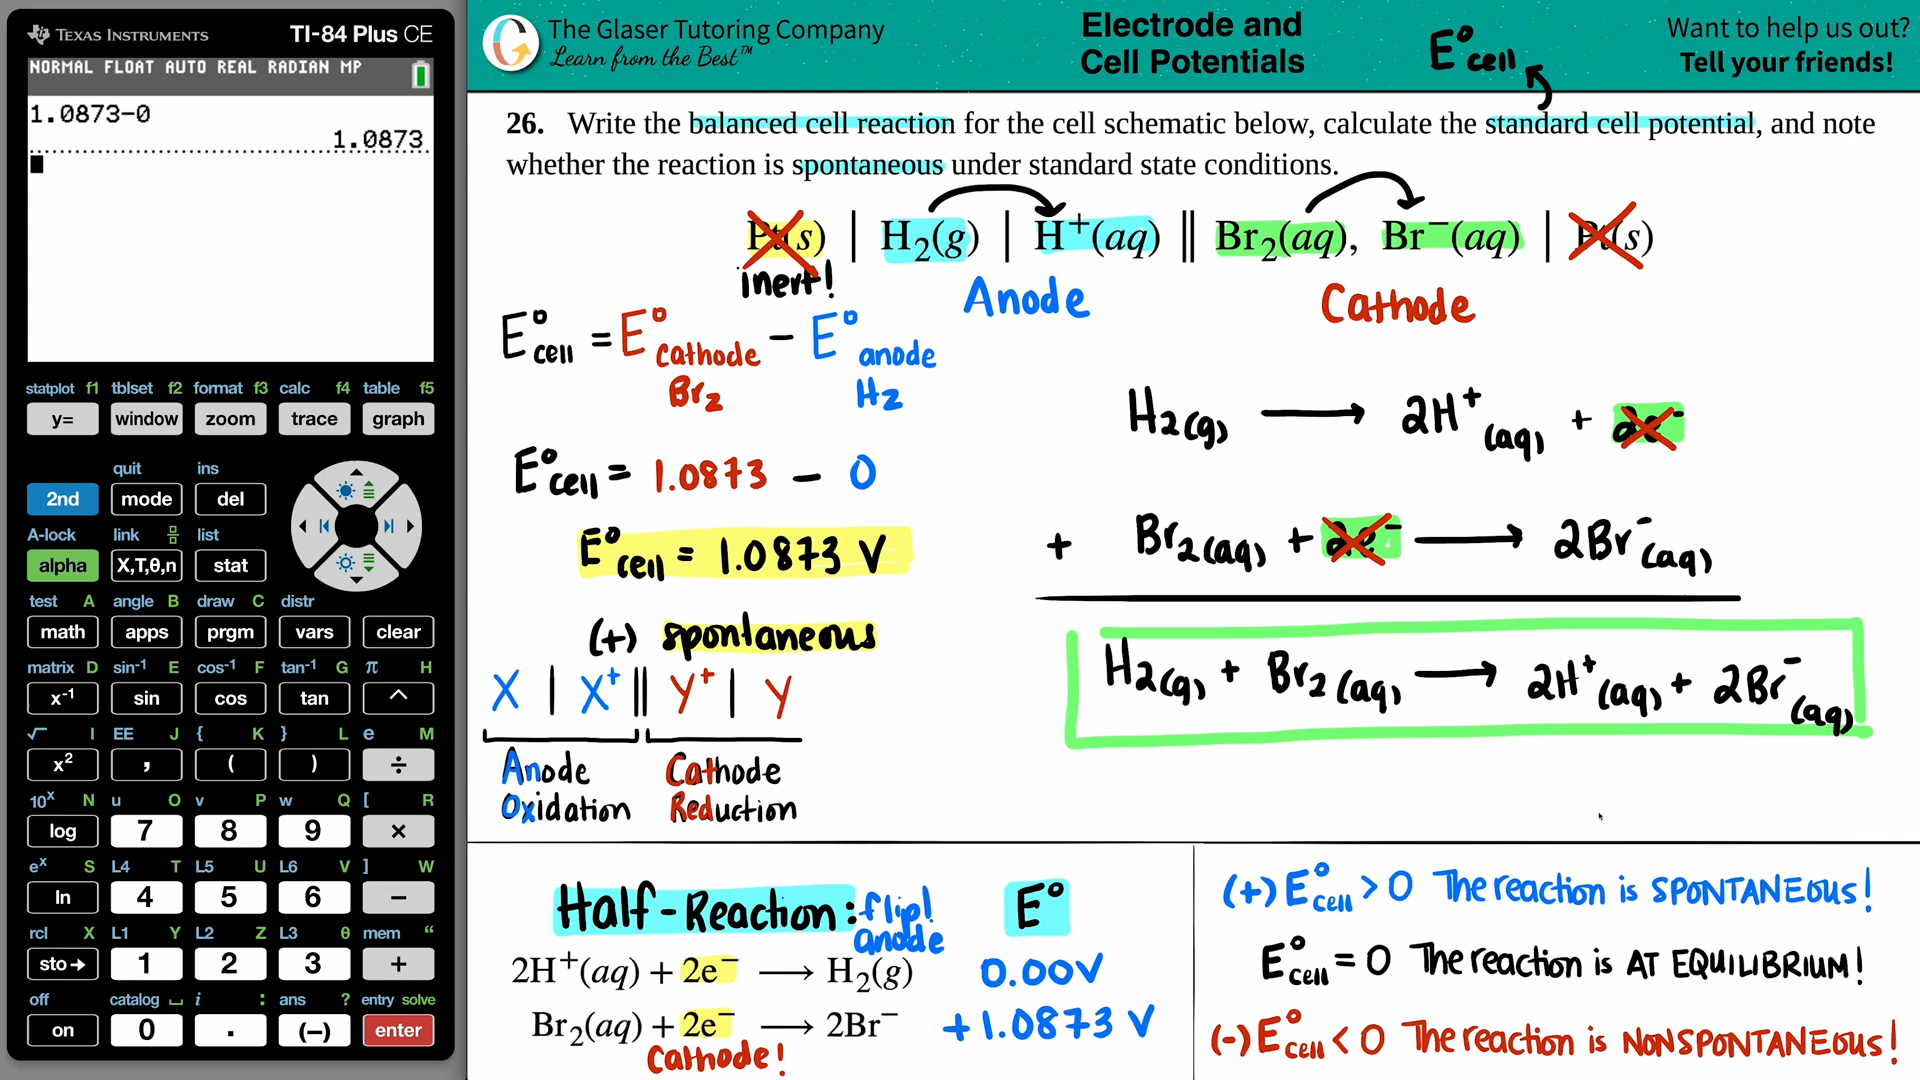 TEXAS INSTRUMENTS TI-84 Plus CE
NORMAL FLOAT AUTO REAL RADIAN MP
1.0873-0
1.0873
statplot f1 tblset f2 format f3 calc f4 table f5
y= window zoom trace graph
quit ins
2nd mode del
A-lock link list
alpha X,T,θ,n stat
test A angle B draw C distr
math apps prgm vars clear
matrix D sin⁻¹ E cos⁻¹ F tan⁻¹ G π H
x⁻¹ sin cos tan ^
√ I EE J { K } L e M
x² , ( ) ÷
10ˣ N u O v P w Q [ R
log 7 8 9 ×
eˣ S L4 T L5 U L6 V ] W
ln 4 5 6 −
rcl X L1 Y L2 Z L3 θ mem “
sto→ 1 2 3 +
off catalog ⎵ i : ans ? entry solve
on 0 . (−) enter
The Glaser Tutoring Company
Learn from the Best™
Electrode and
Cell Potentials
E°cell
Want to help us out?
Tell your friends!
26. Write the balanced cell reaction for the cell schematic below, calculate the standard cell potential, and note
whether the reaction is spontaneous under standard state conditions.
Pt(s) | H₂(g) | H⁺(aq) || Br₂(aq), Br⁻(aq) | Pt(s)
inert!
Anode
Cathode
E°cell = E°cathode − E°anode
Br₂ H₂
E°cell = 1.0873 − 0
E°cell = 1.0873 V
(+) spontaneous
X | X⁺ || Y⁺ | Y
Anode Cathode
Oxidation Reduction
H₂(g) ⟶ 2H⁺(aq) + 2e⁻
+ Br₂(aq) + 2e⁻ ⟶ 2Br⁻(aq)
H₂(g) + Br₂(aq) ⟶ 2H⁺(aq) + 2Br⁻(aq)
Half-Reaction: flip! E°
anode
2H⁺(aq) + 2e⁻ ⟶ H₂(g) 0.00V
Br₂(aq) + 2e⁻ ⟶ 2Br⁻ +1.0873 V
Cathode!
(+) E°cell > 0 The reaction is SPONTANEOUS!
E°cell = 0 The reaction is AT EQUILIBRIUM!
(-) E°cell < 0 The reaction is NONSPONTANEOUS!